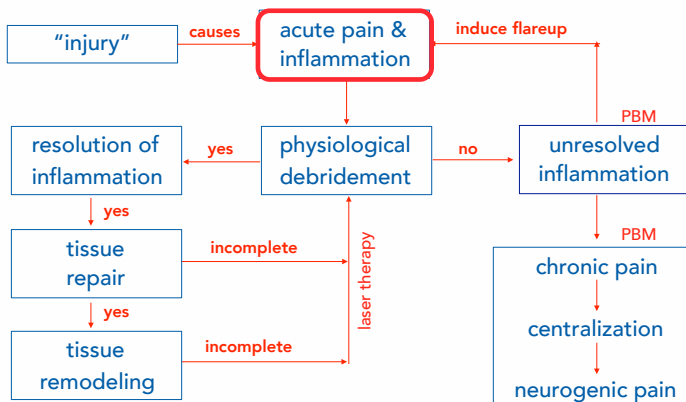 "injury"
causes
acute pain &
inflammation
induce flareup
PBM
resolution of
inflammation
yes
physiological
debridement
no
unresolved
inflammation
yes
PBM
tissue
repair
incomplete
laser therapy
chronic pain
yes
centralization
tissue
remodeling
incomplete
neurogenic pain